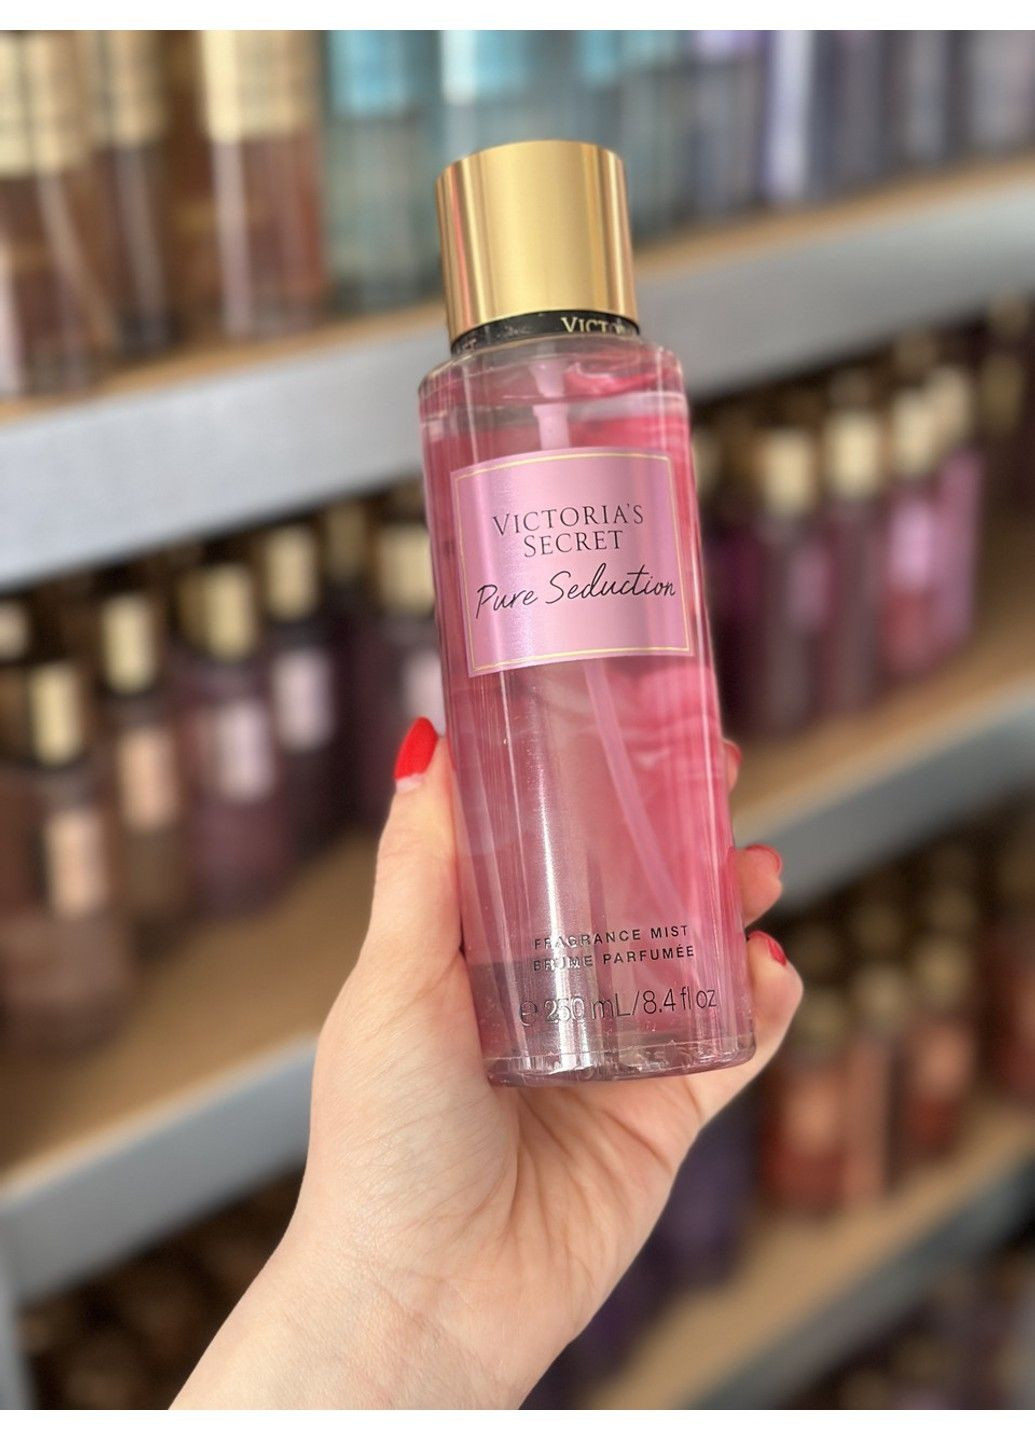 VICTORIA'S
SECRET
Pure Seduction
FRAGRANCE MIST
BRUME PARFUMÉE
℮ 250 mL/8.4 fl oz